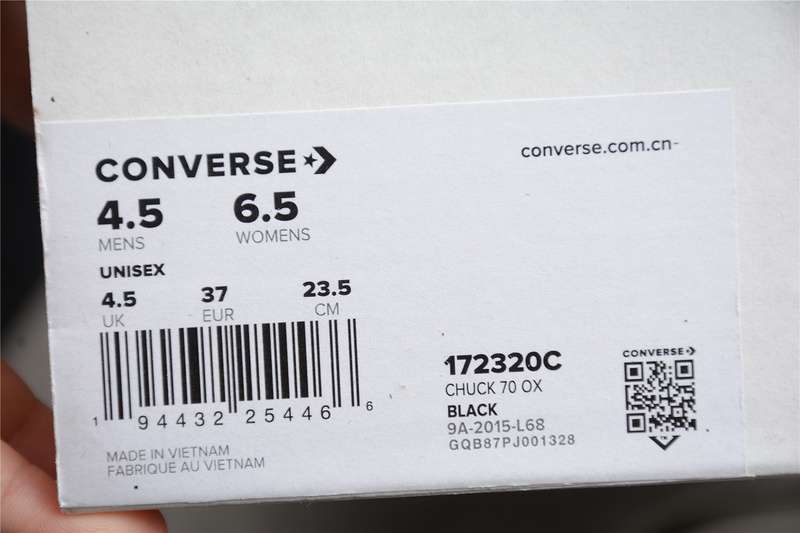 CONVERSE
converse.com.cn
4.5 6.5
MENS WOMENS
UNISEX
4.5 37 23.5
UK EUR CM
1 94432 25446 6
172320C
CHUCK 70 OX
BLACK
9A-2015-L68
GQB87PJ001328
CONVERSE
MADE IN VIETNAM
FABRIQUE AU VIETNAM